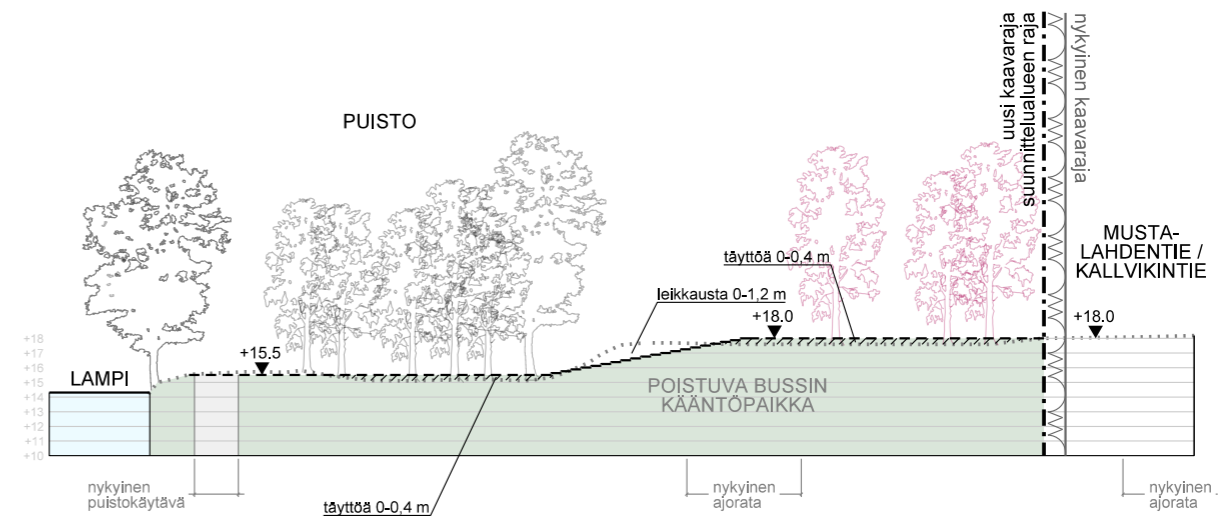 uusi kaavaraja
suunnittelualueen raja
nykyinen kaavaraja
PUISTO
MUSTA-
LAHDENTIE /
KALLVIKINTIE
täyttöä 0-0,4 m
leikkausta 0-1,2 m
+18.0
+18.0
+15.5
LAMPI
+18
+17
+16
+15
+14
+13
+12
+11
+10
POISTUVA BUSSIN
KÄÄNTÖPAIKKA
nykyinen
puistokäytävä
täyttöä 0-0,4 m
nykyinen
ajorata
nykyinen
ajorata